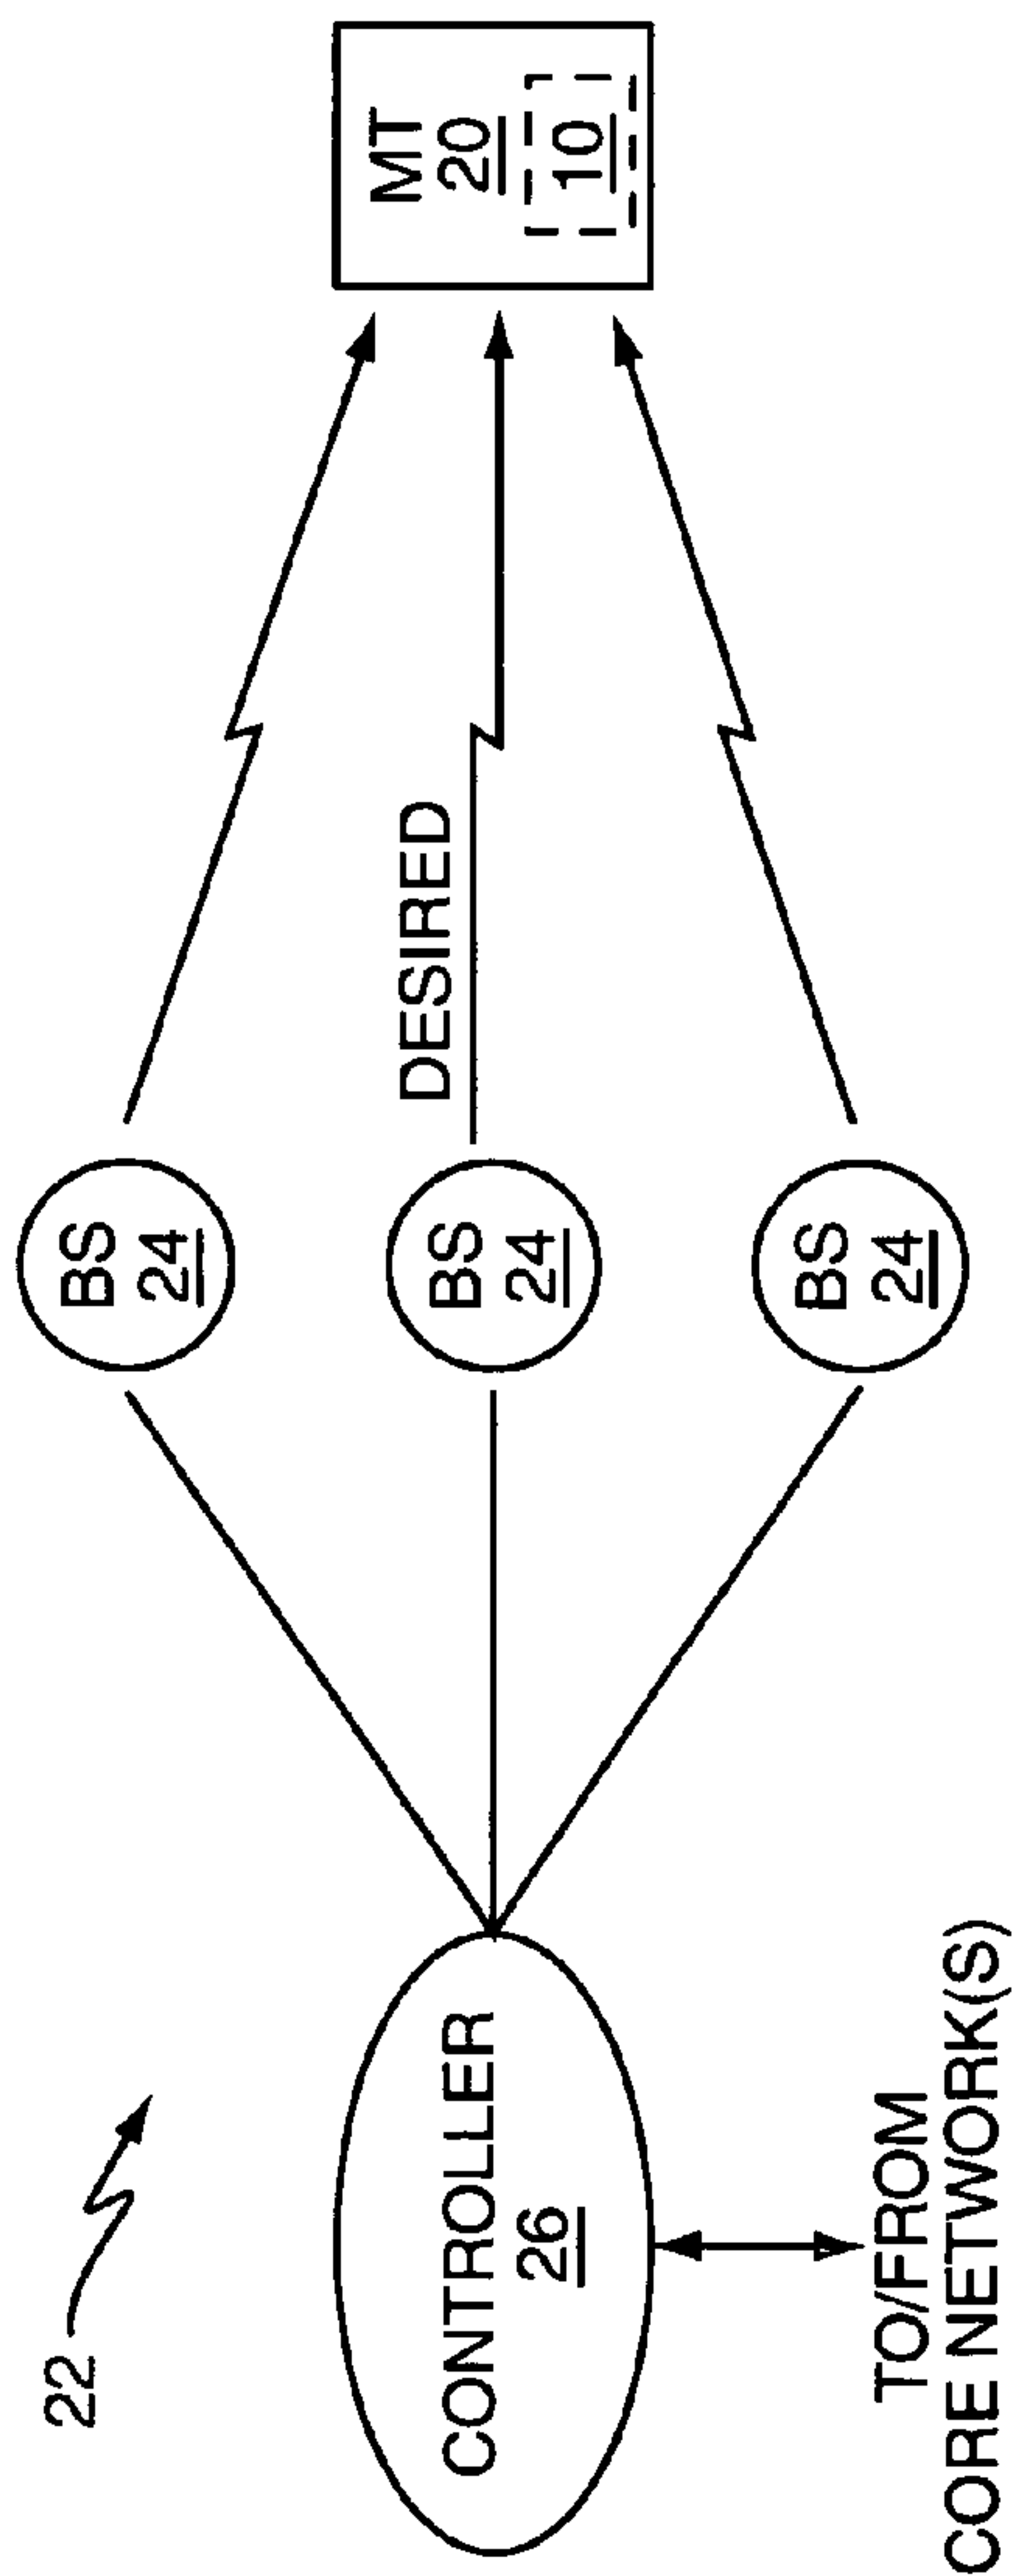 22
CONTROLLER
26
TO/FROM
CORE NETWORK(S)
BS
24
BS
24
BS
24
DESIRED
MT
20
10